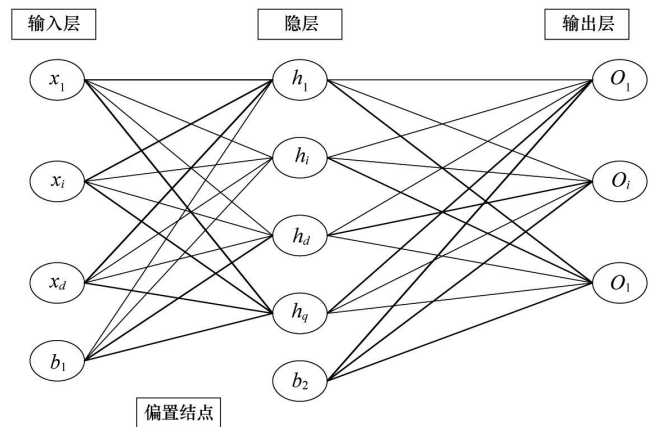 输入层 隐层 输出层
x1 h1 O1
hi
xi Oi
hd
xd O1
hq
b1
b2
偏置结点